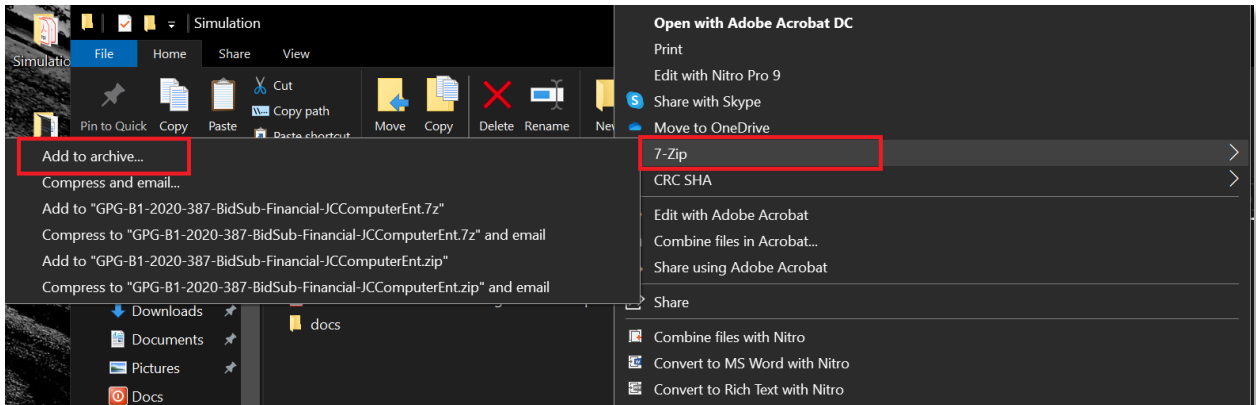 Simulation
File Home Share View
Simulatio
Pin to Quick Copy Paste
Cut
Copy path
Paste shortcut
Move Copy Delete Rename
Add to archive...
Compress and email...
Add to "GPG-B1-2020-387-BidSub-Financial-JCComputerEnt.7z"
Compress to "GPG-B1-2020-387-BidSub-Financial-JCComputerEnt.7z" and email
Add to "GPG-B1-2020-387-BidSub-Financial-JCComputerEnt.zip"
Compress to "GPG-B1-2020-387-BidSub-Financial-JCComputerEnt.zip" and email
Downloads
Documents
Pictures
Docs
docs
Open with Adobe Acrobat DC
Print
Edit with Nitro Pro 9
Share with Skype
Move to OneDrive
7-Zip
CRC SHA
Edit with Adobe Acrobat
Combine files in Acrobat...
Share using Adobe Acrobat
Share
Combine files with Nitro
Convert to MS Word with Nitro
Convert to Rich Text with Nitro